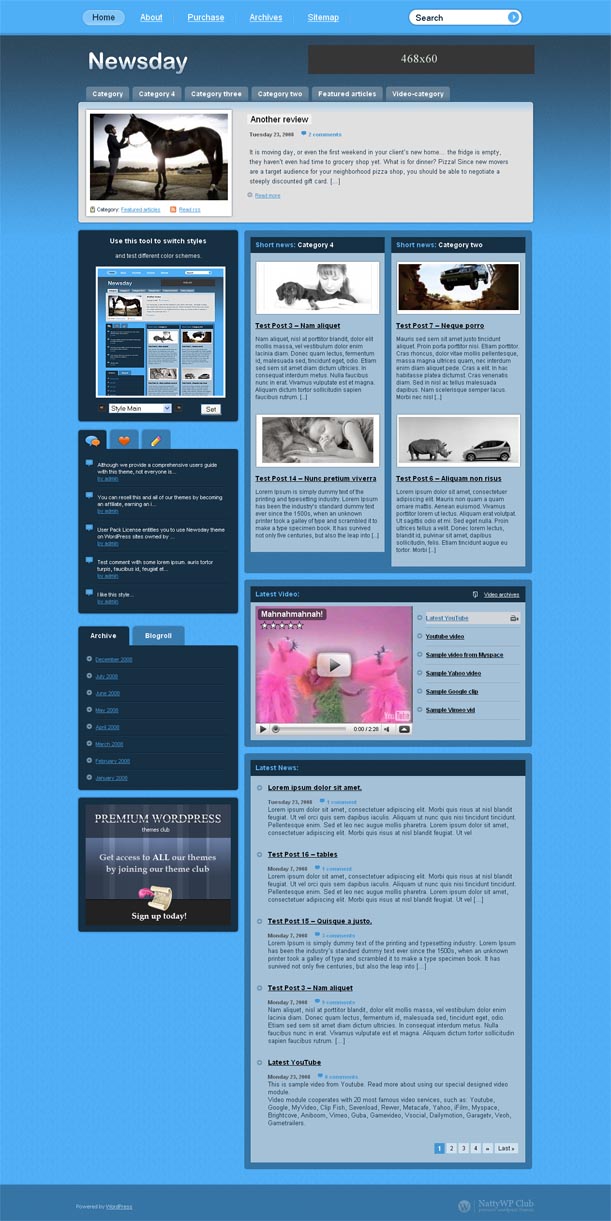 Home About Purchase Archives Sitemap Search
Newsday
468x60
Category Category 4 Category three Category two Featured articles Video-category
Another review
Tuesday 23, 2008 2 comments
It is moving day, or even the first weekend in your client's new home... the fridge is empty,
they haven't even had time to grocery shop yet. What is for dinner? Pizza! Since new movers
are a target audience for your neighborhood pizza shop, you should be able to negotiate a
steeply discounted gift card. [...]
Read more
Category: Featured articles Read rss
Use this tool to switch styles
and test different color schemes.
Style Main Set
Although we provide a comprehensive users guide
with this theme, not everyone is...
by admin
You can resell this and all of our themes by becoming
an affiliate, earning an i...
by admin
User Pack License entitles you to use Newsday theme
on WordPress sites owned by ...
by admin
Test comment with some lorem ipsum. auris tortor
turpis, faucibus id, feugiat et...
by admin
I like this style...
by admin
Archive Blogroll
December 2008
July 2008
June 2008
May 2008
April 2008
March 2008
February 2008
January 2008
PREMIUM WORDPRESS
themes club
Get access to ALL our themes
by joining our theme club
Sign up today!
Short news: Category 4
Test Post 3 – Nam aliquet
Nam aliquet, nisl at porttitor blandit, dolor elit
mollis massa, vel vestibulum dolor enim
lacinia diam. Donec quam lectus, fermentum
id, malesuada sed, tincidunt eget, odio. Etiam
sed sem sit amet diam dictum ultricies. In
consequat interdum metus. Nulla faucibus
nunc in erat. Vivamus vulputate est et magna.
Aliquam dictum tortor sollicitudin sapien
faucibus rutrum. [...]
Test Post 14 – Nunc pretium viverra
Lorem Ipsum is simply dummy text of the
printing and typesetting industry. Lorem Ipsum
has been the industry's standard dummy text
ever since the 1500s, when an unknown
printer took a galley of type and scrambled it to
make a type specimen book. It has survived
not only five centuries, but also the leap into [...]
Short news: Category two
Test Post 7 – Neque porro
Mauris sed sem sit amet justo tincidunt
aliquet. Proin porta porttitor nisi. Etiam porttitor.
Cras rhoncus, dolor vitae mollis pellentesque,
massa magna ultrices quam, nec interdum
enim diam aliquet pede. Cras a elit. In hac
habitasse platea dictumst. Cras venenatis
diam. Sed in nisl ac tellus malesuada
dapibus. Nam scelerisque semper lacus.
Morbi nec nisl [...]
Test Post 6 – Aliquam non risus
Lorem ipsum dolor sit amet, consectetuer
adipiscing elit. Mauris non quam a quam
ornare mattis. Aenean euismod. Vivamus
porttitor lorem ut lectus. Aliquam erat volutpat.
Ut sagittis odio et mi. Sed eget nulla. Proin
ultricies tortor et odio. Donec consectetuer,
blandit id, pulvinar sit amet, dapibus
sollicitudin, felis. Etiam tincidunt augue eu
tortor. Morbi [...]
Latest Video: Video archives
Mahnahmahnah!
YouTube
0:00 / 2:28
Latest YouTube
Youtube video
Sample video from Myspace
Sample Yahoo video
Sample Google clip
Sample Vimeo vid
Latest News:
Lorem ipsum dolor sit amet.
Tuesday 23, 2008 1 comment
Lorem ipsum dolor sit amet, consectetuer adipiscing elit. Morbi quis risus at nisl blandit
feugiat. Ut vel orci quis sem dapibus iaculis. Aliquam dictum tortor sollicitudin enim.
Pellentesque enim. Sed et leo nec augue mollis pharetra. Lorem ipsum dolor sit amet,
consectetuer adipiscing elit. Morbi quis risus at nisl blandit feugiat. Ut vel
Test Post 16 – tables
Monday 7, 2008 1 comment
Lorem ipsum dolor sit amet, consectetuer adipiscing elit. Morbi quis risus at nisl blandit
feugiat. Ut vel orci quis sem dapibus iaculis. Aliquam dictum tortor sollicitudin enim.
Pellentesque enim. Sed et leo nec augue mollis pharetra. Lorem ipsum dolor sit amet,
consectetuer adipiscing elit. Morbi quis risus at nisl blandit feugiat. Ut vel [...]
Test Post 15 – Quisque a justo.
Monday 7, 2008 3 comments
Lorem Ipsum is simply dummy text of the printing and typesetting industry. Lorem Ipsum
has been the industry's standard dummy text ever since the 1500s, when an unknown
printer took a galley of type and scrambled it to make a type specimen book. It has
survived not only five centuries, but also the leap into [...]
Test Post 3 – Nam aliquet
Monday 7, 2008 9 comments
Nam aliquet, nisl at porttitor blandit, dolor elit mollis massa, vel vestibulum dolor enim
lacinia diam. Donec quam lectus, fermentum id, malesuada sed, tincidunt eget, odio.
Etiam sed sem sit amet diam dictum ultricies. In consequat interdum metus. Nulla
faucibus nunc in erat. Vivamus vulputate est et magna. Aliquam dictum tortor sollicitudin
sapien faucibus rutrum. [...]
Latest YouTube
Monday 23, 2008 6 comments
This is sample video from Youtube. Read more about using our special designed video
module.
Video module cooperates with 20 most famous video services, such as: Youtube,
Google, MyVideo, Clip Fish, Sevenload, Revver, Metacafe, Yahoo, iFilm, Myspace,
Brightcove, Aniboom, Vimeo, Guba, Gamevideo, Vsocial, Dailymotion, Garagetv, Veoh,
Gametrailers.
1 2 3 4 » Last »
Powered by WordPress
NattyWP Club